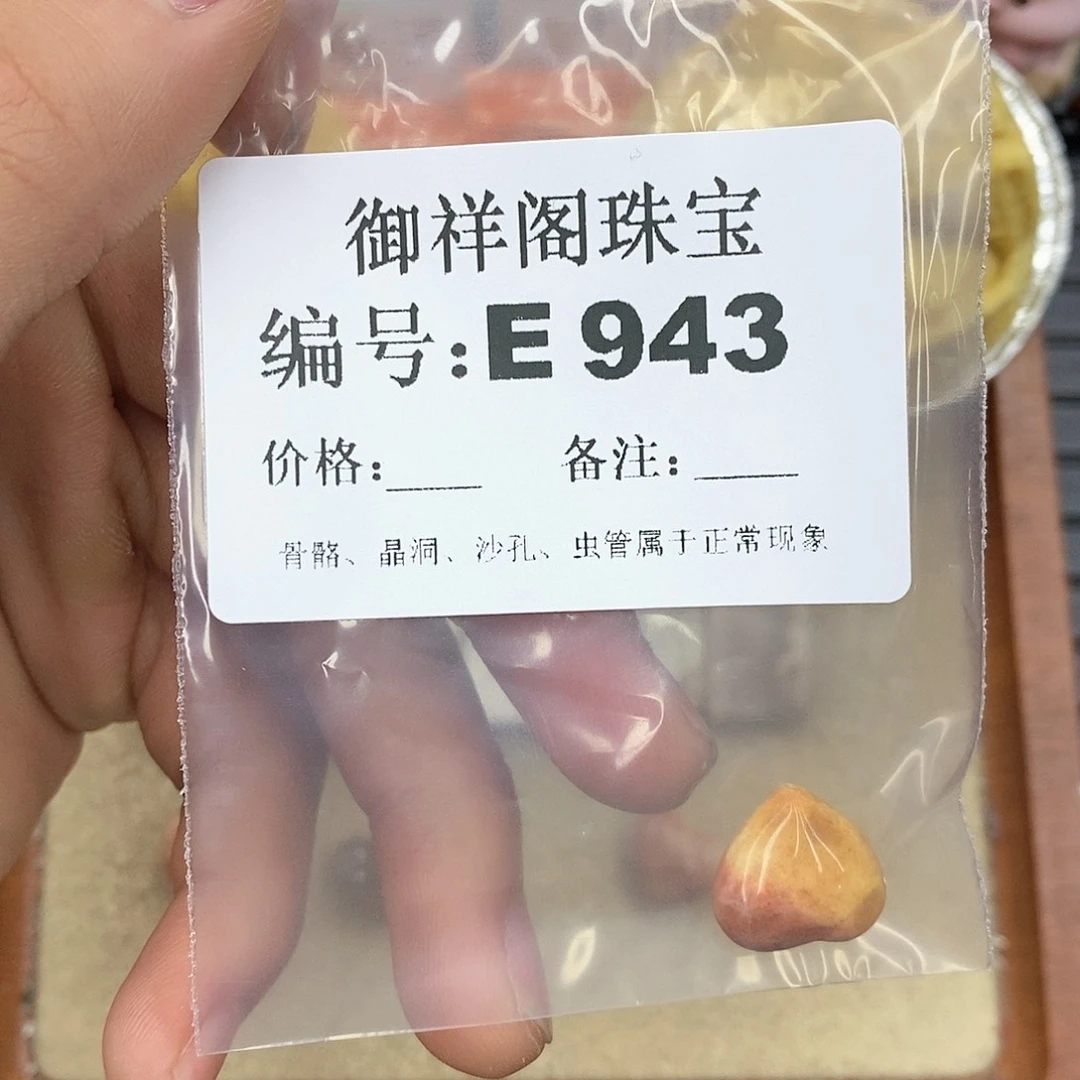 御祥阁珠宝
编号:E 943
价格:____ 备注:____
骨骼、晶洞、沙孔、虫管属于正常现象